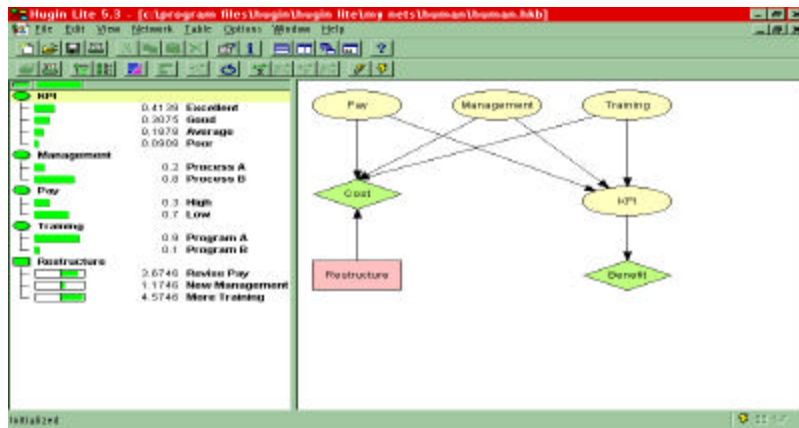 Hugin Lite 5.3 - [c:\program files\hugin\hugin lite\my nets\human\human.hkb]
File Edit View Network Table Options Window Help
KPI
0.4139 Excellent
0.3075 Good
0.1878 Average
0.0908 Poor
Management
0.2 Process A
0.8 Process B
Pay
0.3 High
0.7 Low
Training
0.9 Program A
0.1 Program B
Restructure
3.6746 Revise Pay
1.1746 New Management
4.5746 More Training
Pay
Management
Training
Cost
KPI
Restructure
Benefit
Initialized